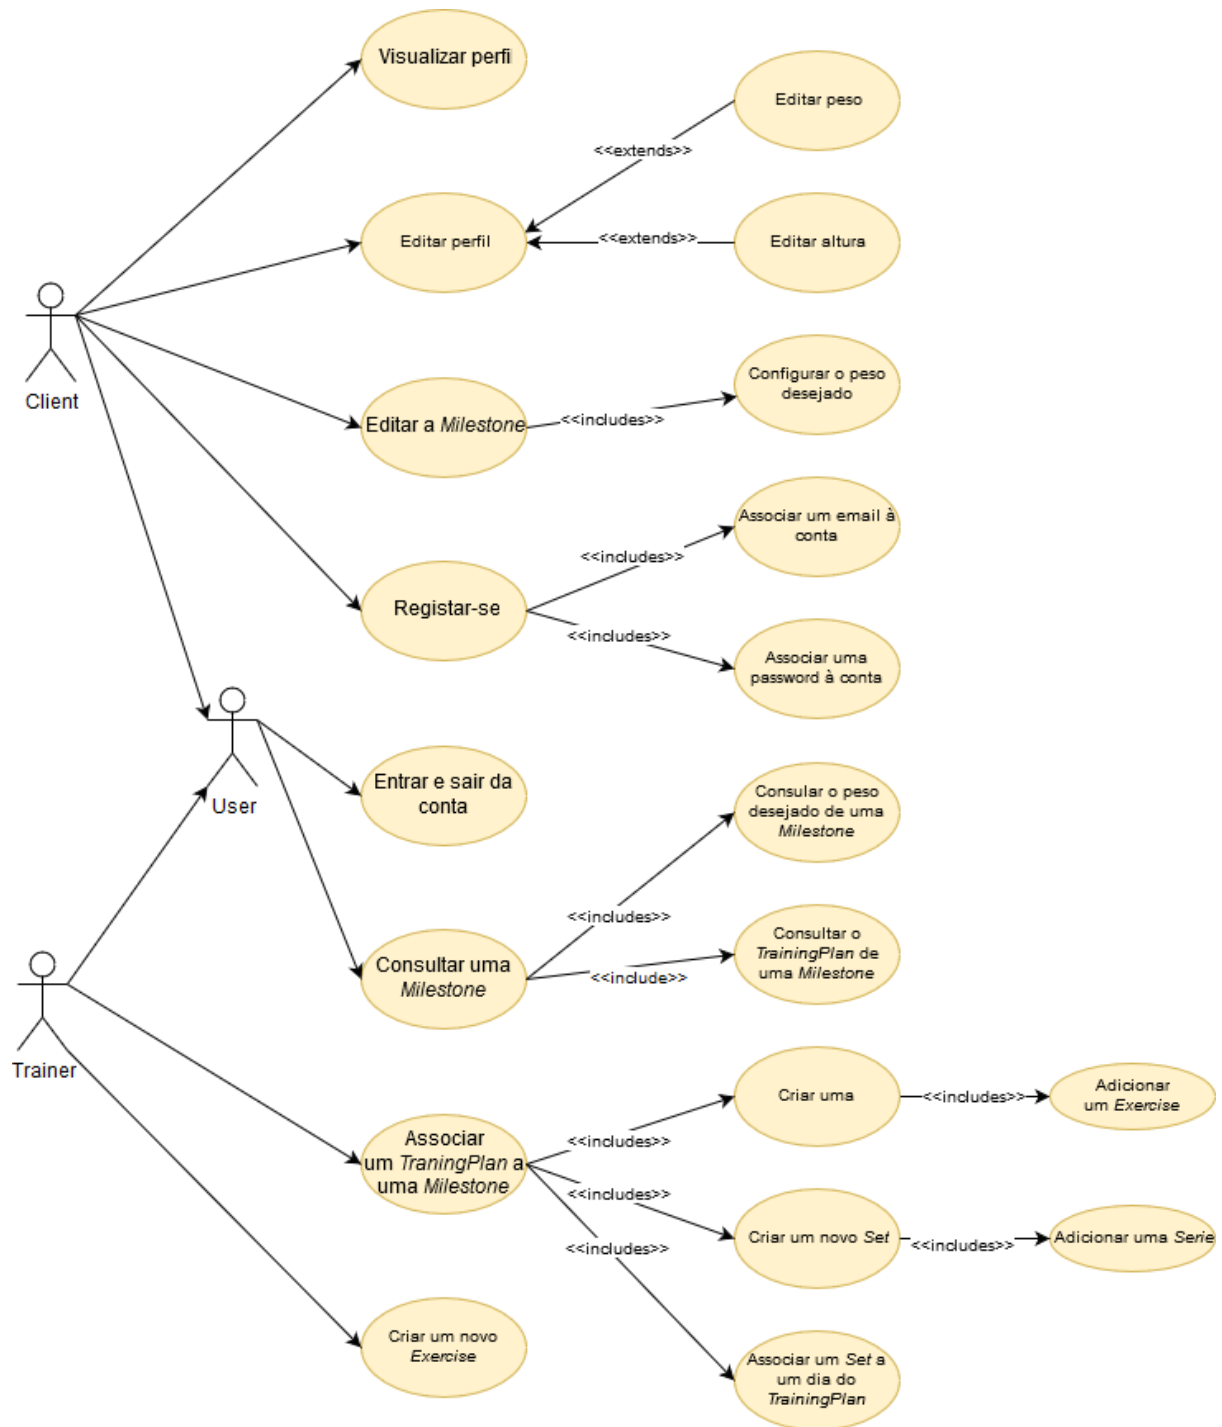 Visualizar perfi
Editar peso
<<extends>>
Editar perfil
<<extends>>
Editar altura
Client
Editar a Milestone
<<includes>>
Configurar o peso
desejado
Registar-se
<<includes>>
Associar um email à
conta
<<includes>>
Associar uma
password à conta
User
Entrar e sair da
conta
Consular o peso
desejado de uma
Milestone
<<includes>>
Consultar uma
Milestone
<<include>>
Consultar o
TrainingPlan de
uma Milestone
Trainer
Associar
um TraningPlan a
uma Milestone
<<includes>>
Criar uma
<<includes>>
Adicionar
um Exercise
<<includes>>
Criar um novo Set
<<includes>>
Adicionar uma Serie
<<includes>>
Associar um Set a
um dia do
TrainingPlan
Criar um novo
Exercise